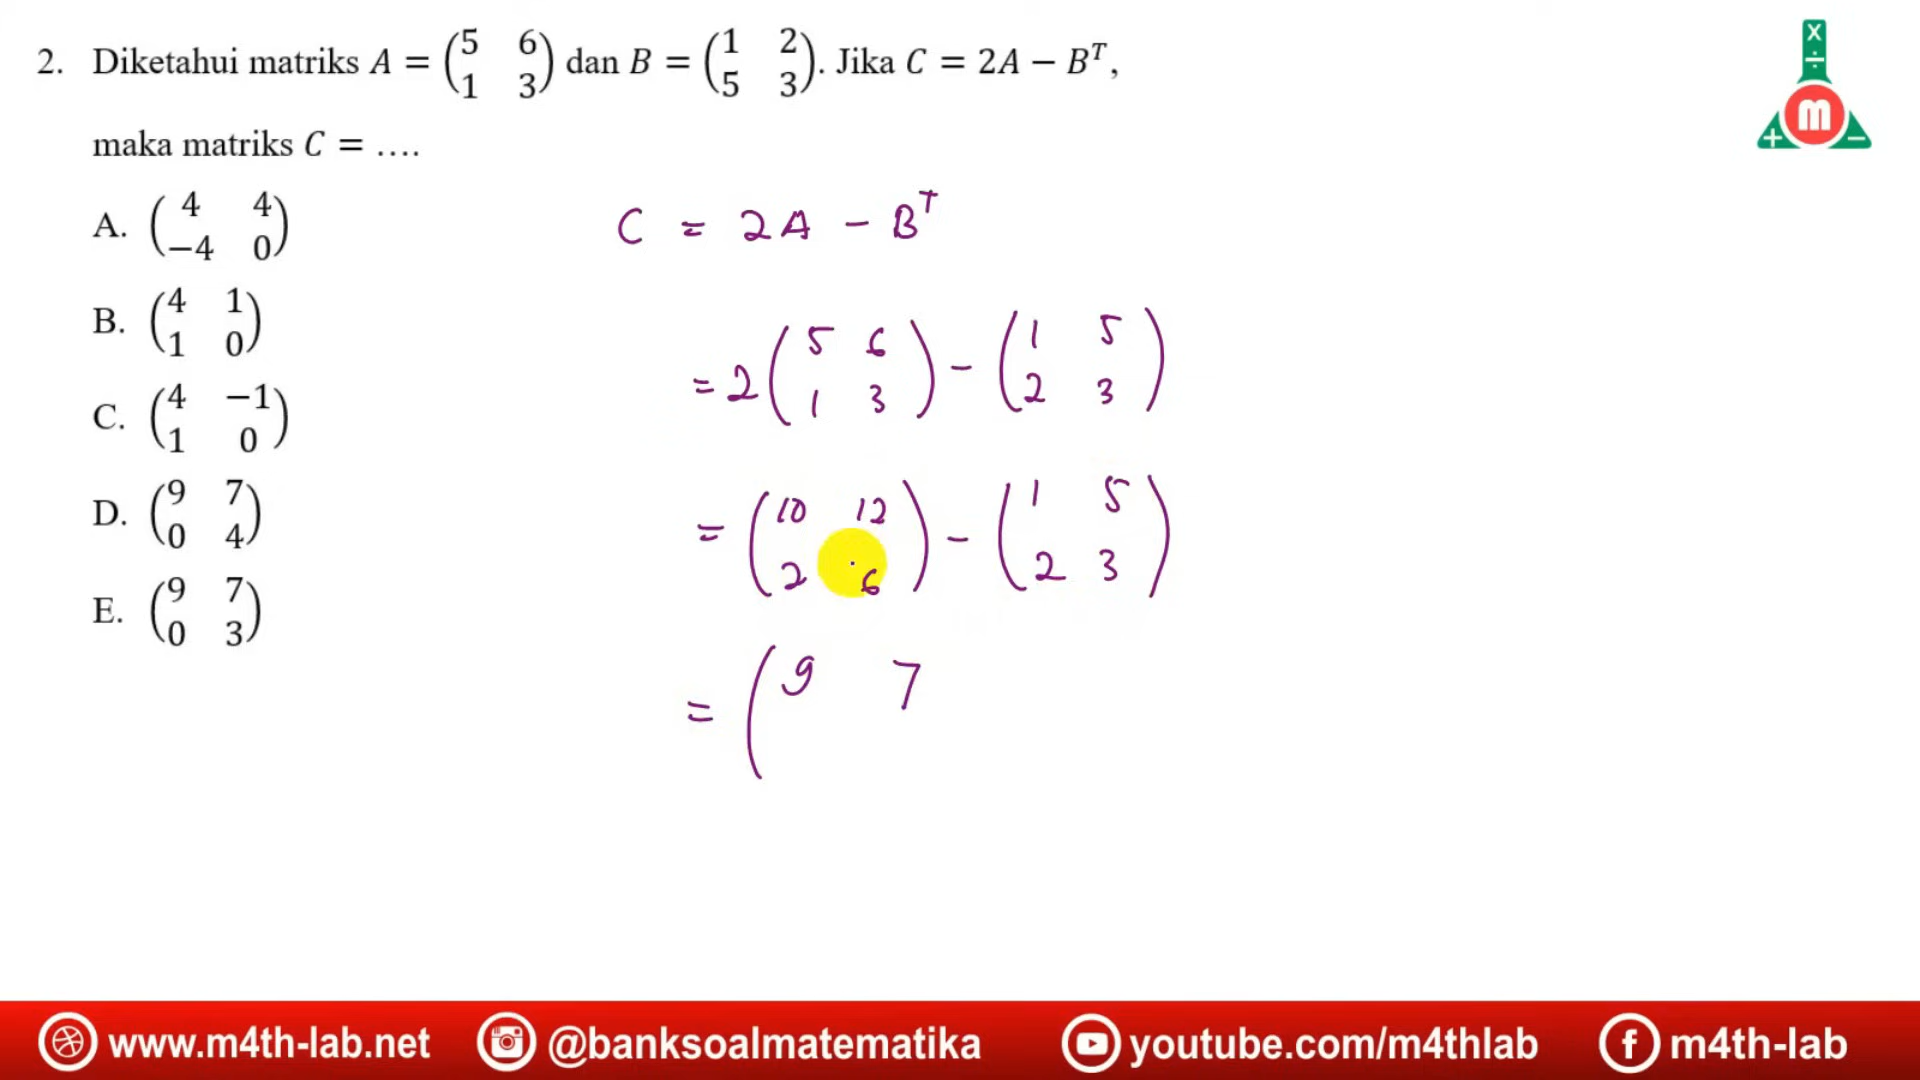 2. Diketahui matriks A = (5 6
1 3) dan B = (1 2
5 3). Jika C = 2A − Bᵀ,
maka matriks C = ….
A. (4 4
−4 0)
B. (4 1
1 0)
C. (4 −1
1 0)
D. (9 7
0 4)
E. (9 7
0 3)
C = 2A − Bᵀ
= 2(5 6
1 3) − (1 5
2 3)
= (10 12
2 6) − (1 5
2 3)
= (9 7
x ÷
m
+ −
www.m4th-lab.net @banksoalmatematika youtube.com/m4thlab m4th-lab